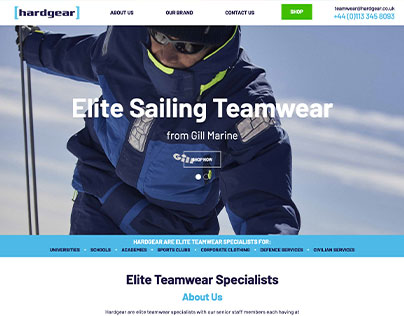 [hardgear]
ABOUT US
OUR BRAND
CONTACT US
SHOP
teamwear@hardgear.co.uk
+44 (0)113 345 8093
Elite Sailing Teamwear
from Gill Marine
Gill
SHOP NOW
HARDGEAR ARE ELITE TEAMWEAR SPECIALISTS FOR:
UNIVERSITIES • SCHOOLS • ACADEMIES • SPORTS CLUBS • CORPORATE CLOTHING • DEFENCE SERVICES • CIVILIAN SERVICES
Elite Teamwear Specialists
About Us
Hardgear are elite teamwear specialists with our senior staff members each having at